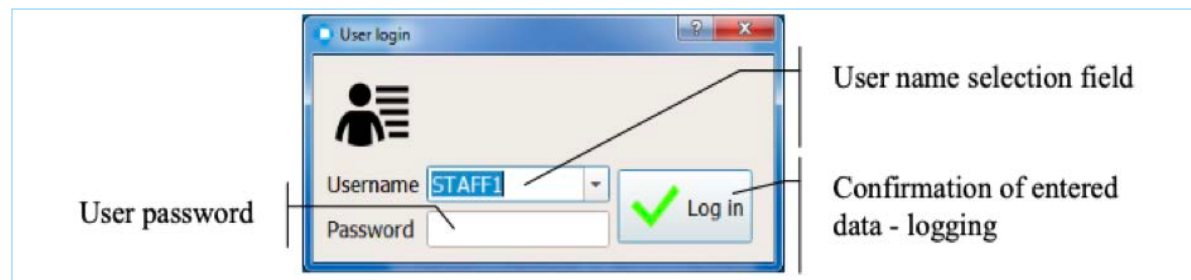 User login
?
X
User name selection field
Username STAFF1
User password
Password
Log in
Confirmation of entered
data - logging